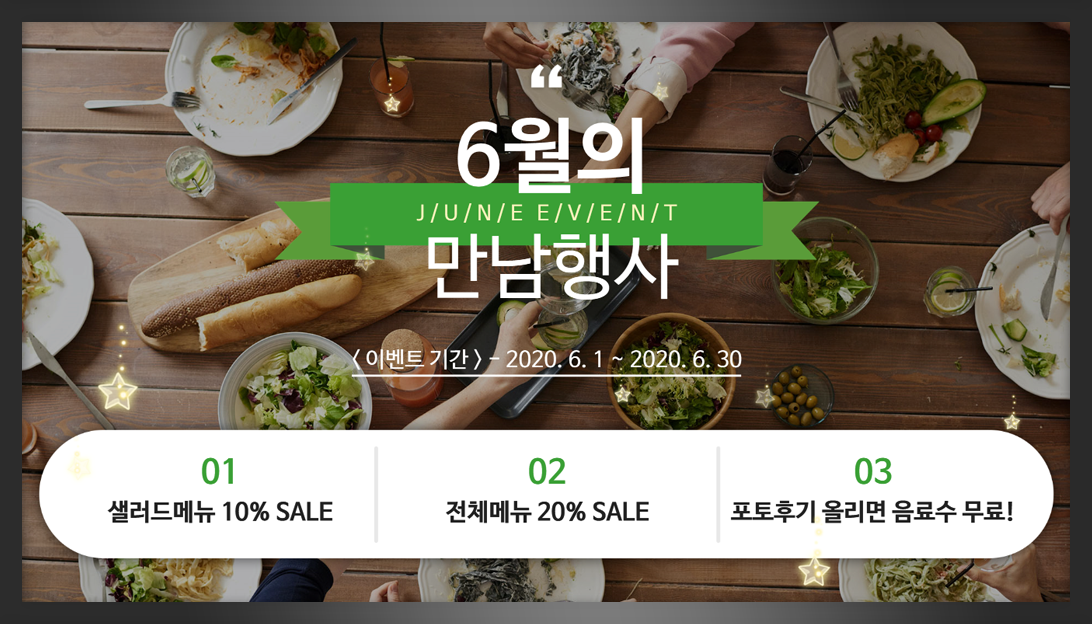 “
6월의
J/U/N/E E/V/E/N/T
만남행사
”
〈 이벤트 기간 〉 - 2020. 6. 1 ~ 2020. 6. 30
01
샐러드메뉴 10% SALE
02
전체메뉴 20% SALE
03
포토후기 올리면 음료수 무료!